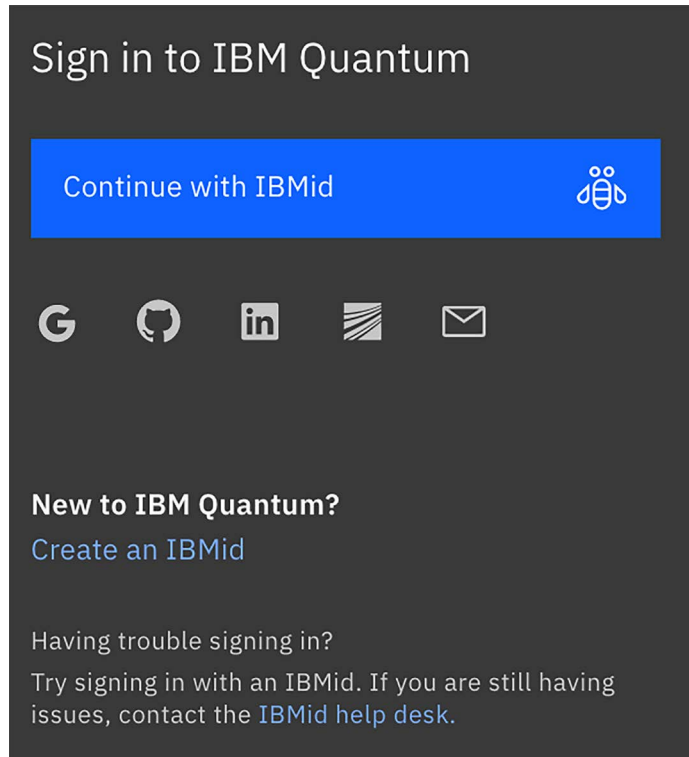 Sign in to IBM Quantum
Continue with IBMid
G
in
New to IBM Quantum?
Create an IBMid
Having trouble signing in?
Try signing in with an IBMid. If you are still having
issues, contact the IBMid help desk.